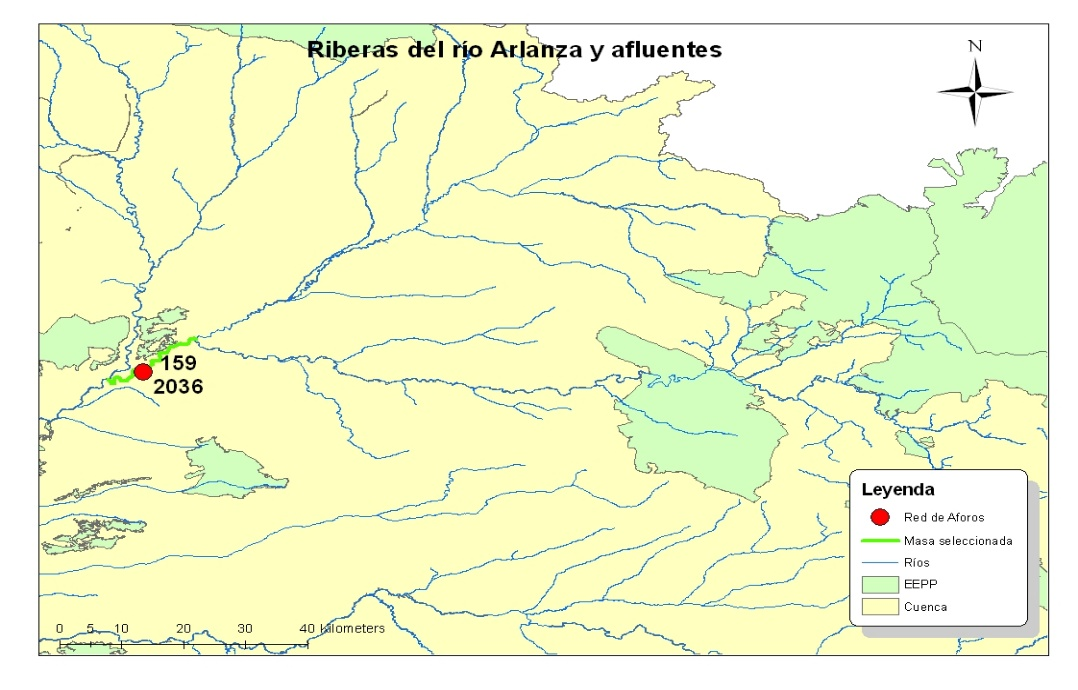 Riberas del río Arlanza y afluentes
N
159
2036
Leyenda
Red de Aforos
Masa seleccionada
Ríos
EEPP
Cuenca
0 5 10 20 30 40 Kilometers